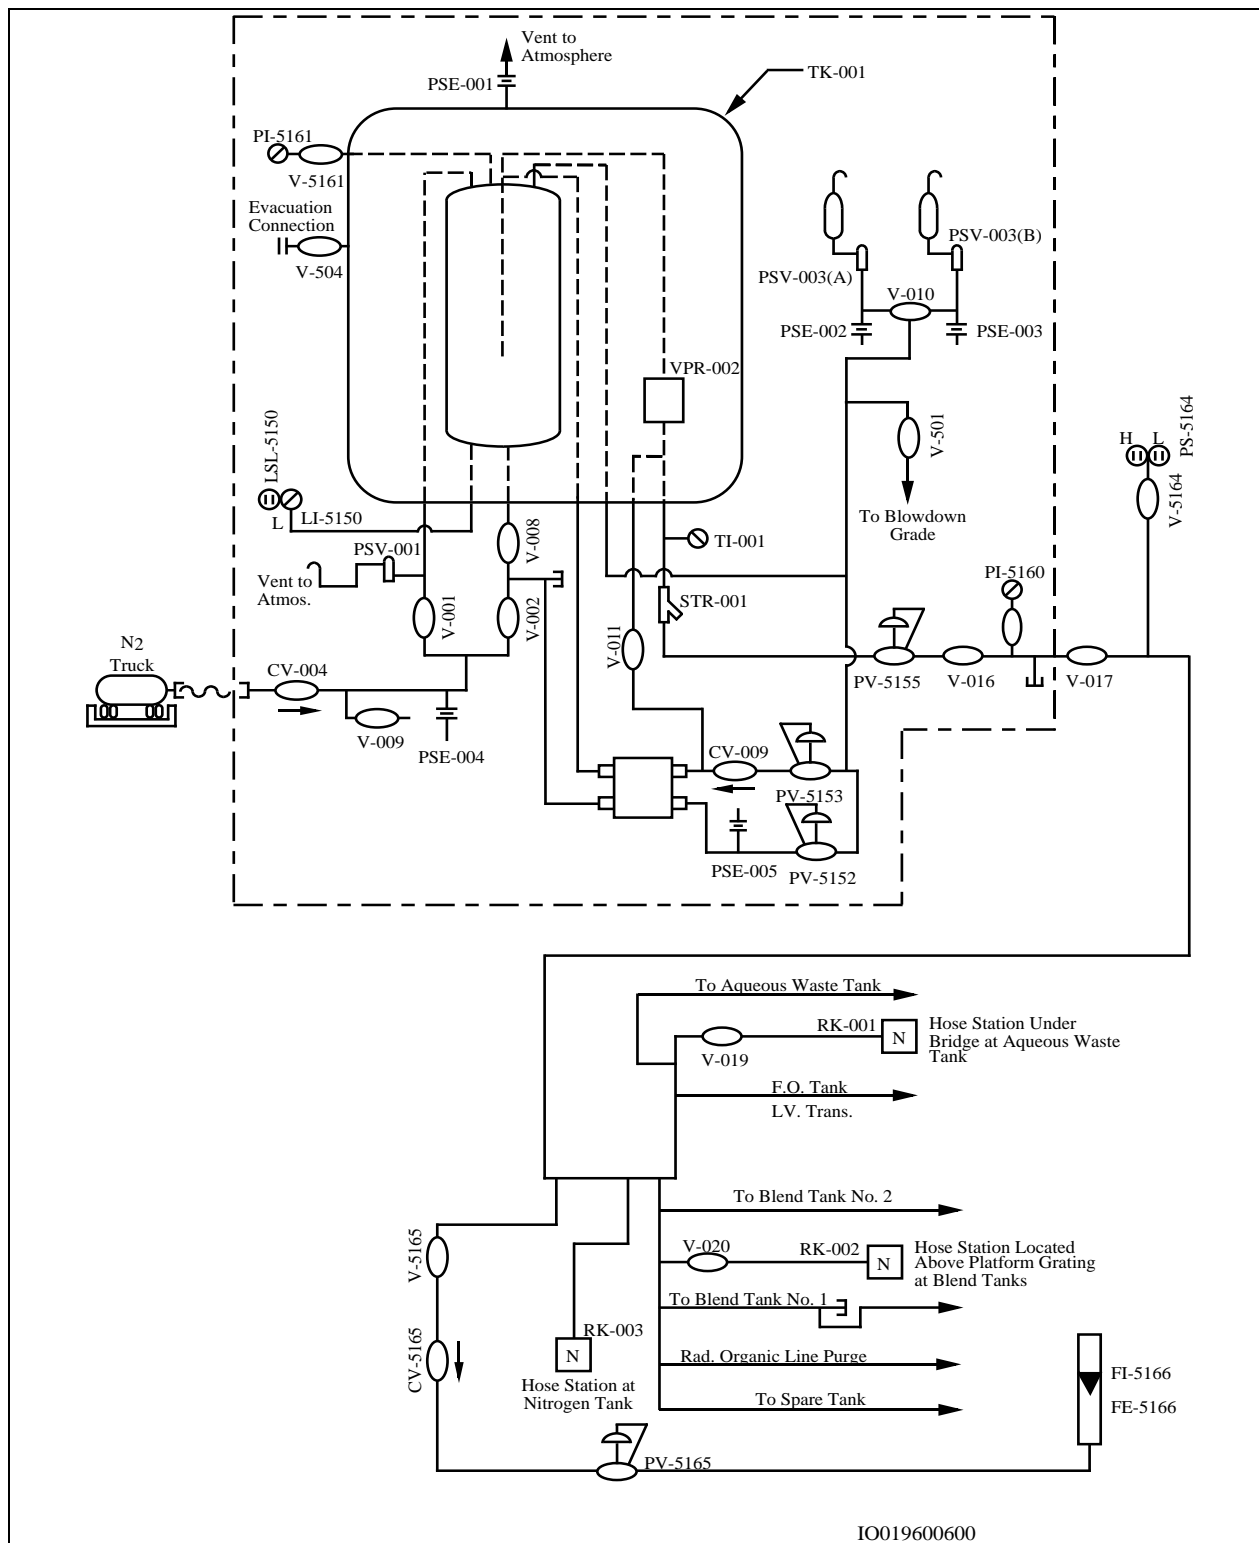 Vent to
Atmosphere
PSE-001
TK-001
PI-5161
V-5161
Evacuation
Connection
V-504
PSV-003(B)
PSV-003(A)
V-010
PSE-002
PSE-003
VPR-002
LSL-5150
L
LI-5150
V-501
H
L
PS-5164
V-5164
To Blowdown
Grade
V-008
TI-001
PSV-001
Vent to
Atmos.
V-001
V-002
STR-001
V-011
PI-5160
N2
Truck
CV-004
PV-5155
V-016
V-017
V-009
PSE-004
CV-009
PV-5153
PSE-005
PV-5152
To Aqueous Waste Tank
RK-001
N
Hose Station Under
Bridge at Aqueous Waste
Tank
V-019
F.O. Tank
LV. Trans.
To Blend Tank No. 2
V-5165
V-020
RK-002
N
Hose Station Located
Above Platform Grating
at Blend Tanks
To Blend Tank No. 1
RK-003
N
Hose Station at
Nitrogen Tank
CV-5165
Rad. Organic Line Purge
To Spare Tank
FI-5166
FE-5166
PV-5165
IO019600600